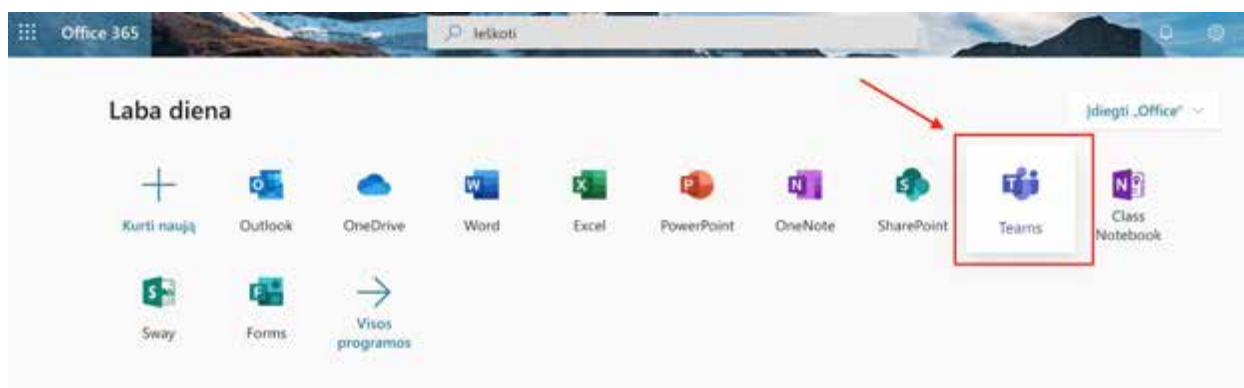 Office 365
Ieškoti
Laba diena
Įdiegti „Office"
Kurti naują
Outlook
OneDrive
Word
Excel
PowerPoint
OneNote
SharePoint
Teams
Class
Notebook
Sway
Forms
Visos
programos